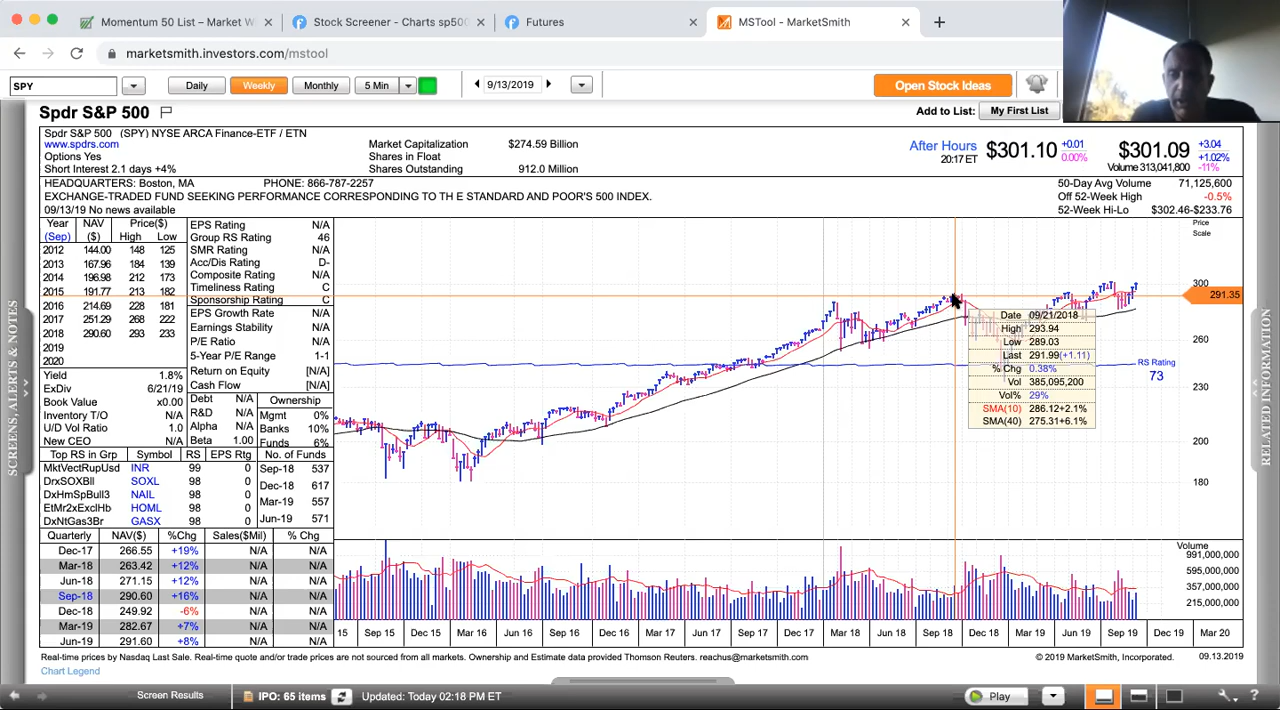 Momentum 50 List – Market W
Stock Screener - Charts sp500
Futures
MSTool - MarketSmith
marketsmith.investors.com/mstool
SPY
Daily
Weekly
Monthly
5 Min
9/13/2019
Open Stock Ideas
Spdr S&P 500
Add to List:
My First List
Spdr S&P 500 (SPY) NYSE ARCA Finance-ETF / ETN
www.spdrs.com
Options Yes
Short Interest 2.1 days +4%
Market Capitalization $274.59 Billion
Shares in Float
Shares Outstanding 912.0 Million
After Hours
20:17 ET
$301.10
+0.01
0.00%
$301.09
+3.04
+1.02%
Volume 313,041,800 -11%
HEADQUARTERS: Boston, MA PHONE: 866-787-2257
EXCHANGE-TRADED FUND SEEKING PERFORMANCE CORRESPONDING TO TH E STANDARD AND POOR'S 500 INDEX.
09/13/19 No news available
50-Day Avg Volume 71,125,600
Off 52-Week High -0.5%
52-Week Hi-Lo $302.46-$233.76
Year NAV Price($)
(Sep) ($) High Low
2012 144.00 148 125
2013 167.96 184 139
2014 196.98 212 173
2015 191.77 213 182
2016 214.69 228 181
2017 251.29 268 222
2018 290.60 293 233
2019
2020
Yield 1.8%
ExDiv 6/21/19
Book Value x0.00
Inventory T/O N/A
U/D Vol Ratio 1.0
New CEO N/A
EPS Rating N/A
Group RS Rating 46
SMR Rating N/A
Acc/Dis Rating D-
Composite Rating N/A
Timeliness Rating C
Sponsorship Rating C
EPS Growth Rate N/A
Earnings Stability N/A
P/E Ratio N/A
5-Year P/E Range 1-1
Return on Equity [N/A]
Cash Flow [N/A]
Debt N/A
R&D N/A
Alpha N/A
Beta 1.00
Ownership
Mgmt 0%
Banks 10%
Funds 6%
Top RS in Grp Symbol RS EPS Rtg
MktVectRupUsd INR 99 0
DrxSOXBll SOXL 98 0
DxHmSpBull3 NAIL 98 0
EtMr2xExclHb HOML 98 0
DxNtGas3Br GASX 98 0
No. of Funds
Sep-18 537
Dec-18 617
Mar-19 557
Jun-19 571
Quarterly NAV($) %Chg Sales($Mil) % Chg
Dec-17 266.55 +19% N/A N/A
Mar-18 263.42 +12% N/A N/A
Jun-18 271.15 +12% N/A N/A
Sep-18 290.60 +16% N/A N/A
Dec-18 249.92 -6% N/A N/A
Mar-19 282.67 +7% N/A N/A
Jun-19 291.60 +8% N/A N/A
Price
Scale
300
291.35
260
230
200
180
RS Rating
73
Date 09/21/2018
High 293.94
Low 289.03
Last 291.99(+1.11)
% Chg 0.38%
Vol 385,095,200
Vol% 29%
SMA(10) 286.12+2.1%
SMA(40) 275.31+6.1%
Volume
991,000,000
595,000,000
357,000,000
215,000,000
15 Sep 15 Dec 15 Mar 16 Jun 16 Sep 16 Dec 16 Mar 17 Jun 17 Sep 17 Dec 17 Mar 18 Jun 18 Sep 18 Dec 18 Mar 19 Jun 19 Sep 19 Dec 19 Mar 20
Real-time prices by Nasdaq Last Sale. Real-time quote and/or trade prices are not sourced from all markets. Ownership and Estimate data provided Thomson Reuters. reachus@marketsmith.com
© 2019 MarketSmith, Incorporated.
09.13.2019
Chart Legend
SCREENS, ALERTS & NOTES
RELATED INFORMATION
Screen Results
IPO: 65 items
Updated: Today 02:18 PM ET
Play
?